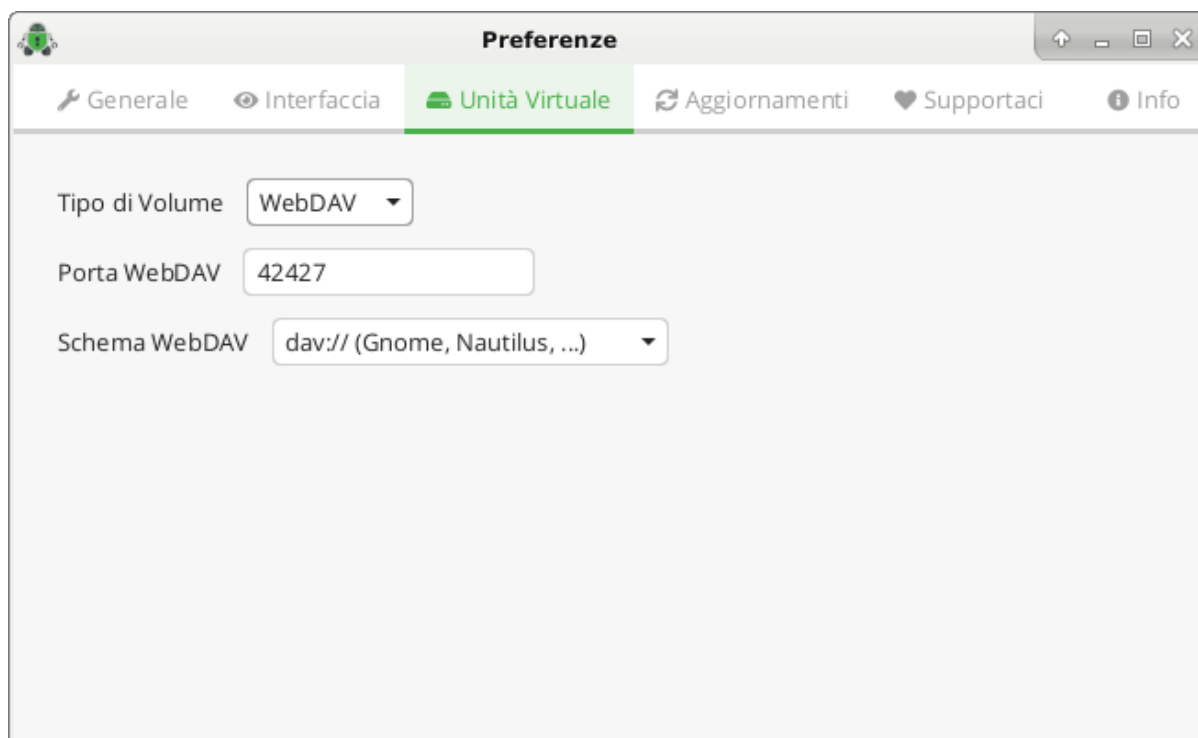 Preferenze
Generale Interfaccia Unità Virtuale Aggiornamenti Supportaci Info
Tipo di Volume WebDAV
Porta WebDAV 42427
Schema WebDAV dav:// (Gnome, Nautilus, ...)